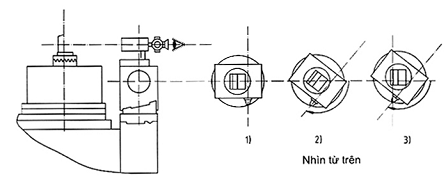 1) 2) 3)
Nhìn từ trên